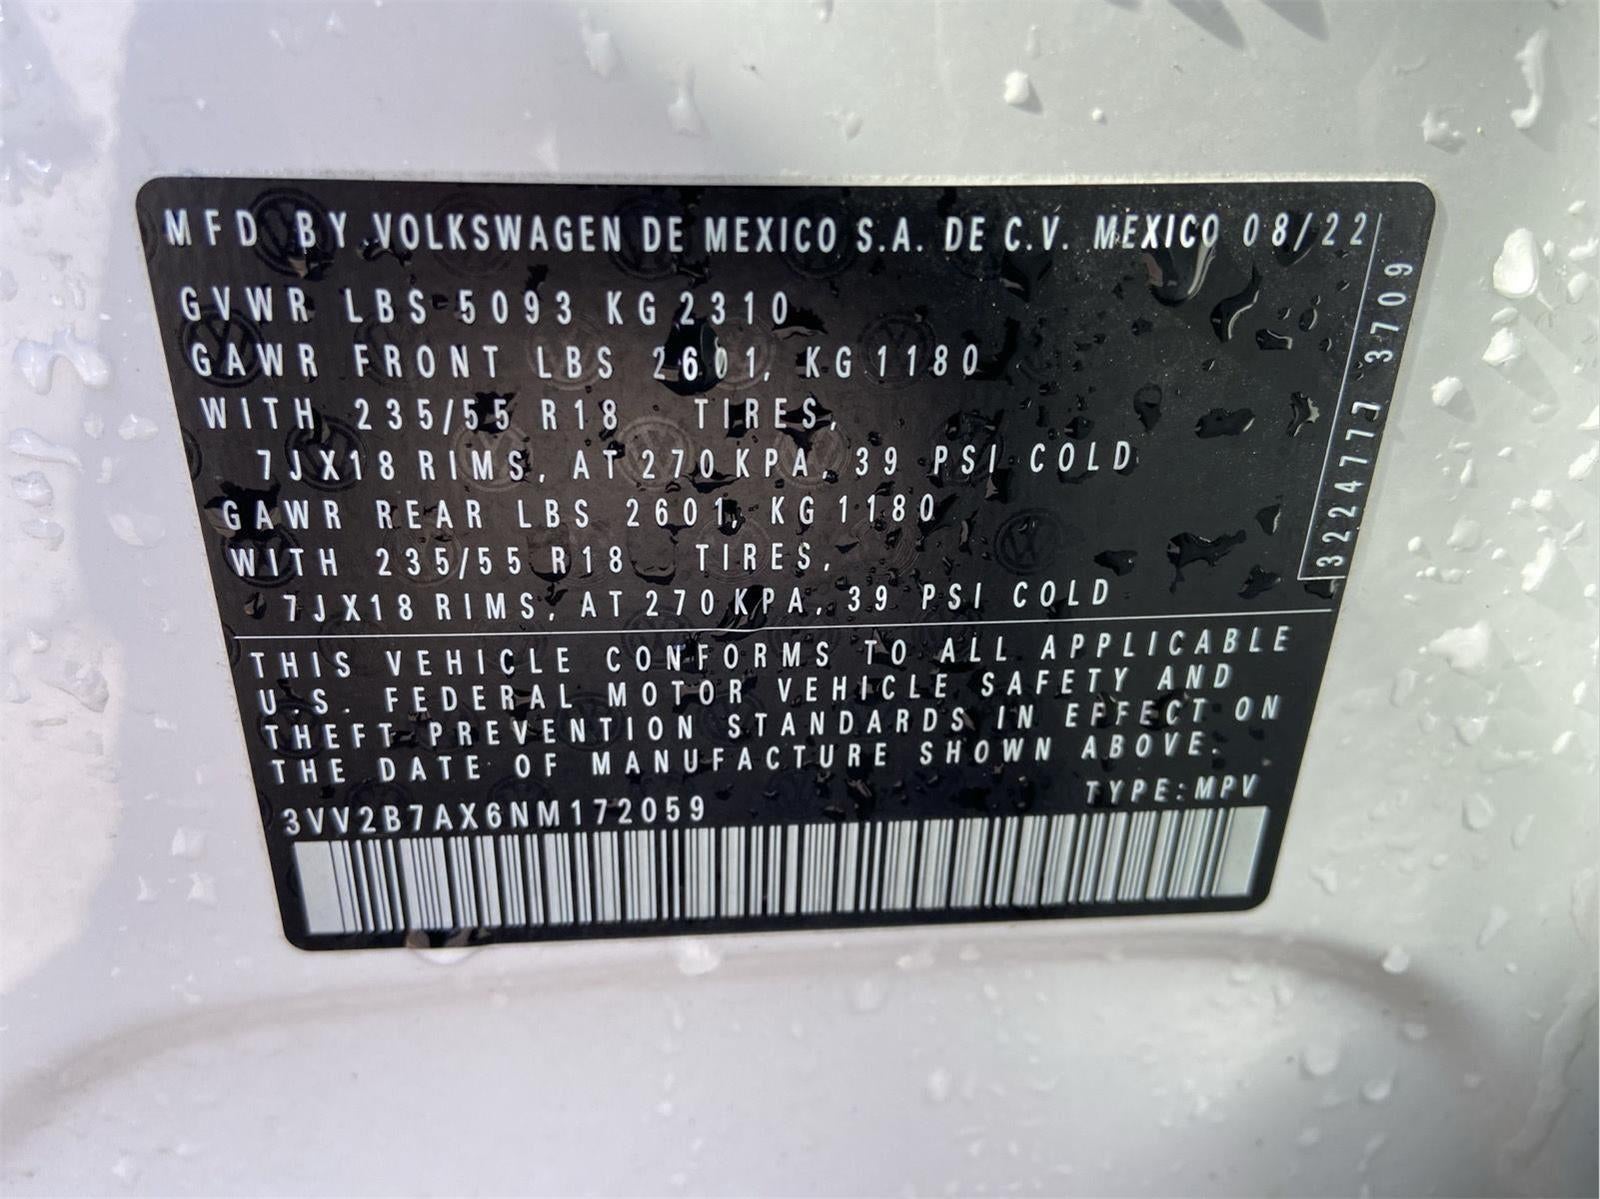 MFD BY VOLKSWAGEN DE MEXICO S.A. DE C.V. MEXICO 08/22
GVWR LBS 5093 KG 2310
GAWR FRONT LBS 2601, KG 1180
WITH 235/55 R18 TIRES,
7JX18 RIMS, AT 270 KPA, 39 PSI COLD
GAWR REAR LBS 2601, KG 1180
WITH 235/55 R18 TIRES,
7JX18 RIMS, AT 270 KPA, 39 PSI COLD
3224777 3709
THIS VEHICLE CONFORMS TO ALL APPLICABLE
U.S. FEDERAL MOTOR VEHICLE SAFETY AND
THEFT PREVENTION STANDARDS IN EFFECT ON
THE DATE OF MANUFACTURE SHOWN ABOVE.
TYPE: MPV
3VV2B7AX6NM172059